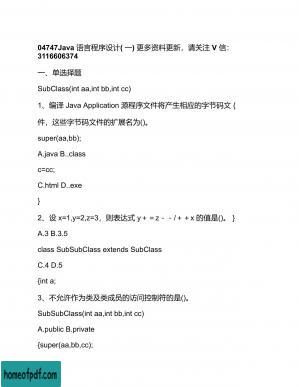 04747Java 语言程序设计( 一) 更多资料更新，请关注 V 信：
3116606374
一、单选择题
SubClass(int aa,int bb,int cc)
1、编译 Java Application 源程序文件将产生相应的字节码文 {
件，这些字节码文件的扩展名为()。
super(aa,bb);
A.java B..class
c=cc;
C.html D..exe
}
2、设 x=1,y=2,z=3，则表达式 y＋＝z－－/＋＋x 的值是()。 }
A.3 B.3.5
class SubSubClass extends SubClass
C.4 D.5
{int a;
3、不允许作为类及类成员的访问控制符的是()。
SubSubClass(int aa,int bb,int cc)
A.public B.private
{super(aa,bb,cc);
homeofpdf.com